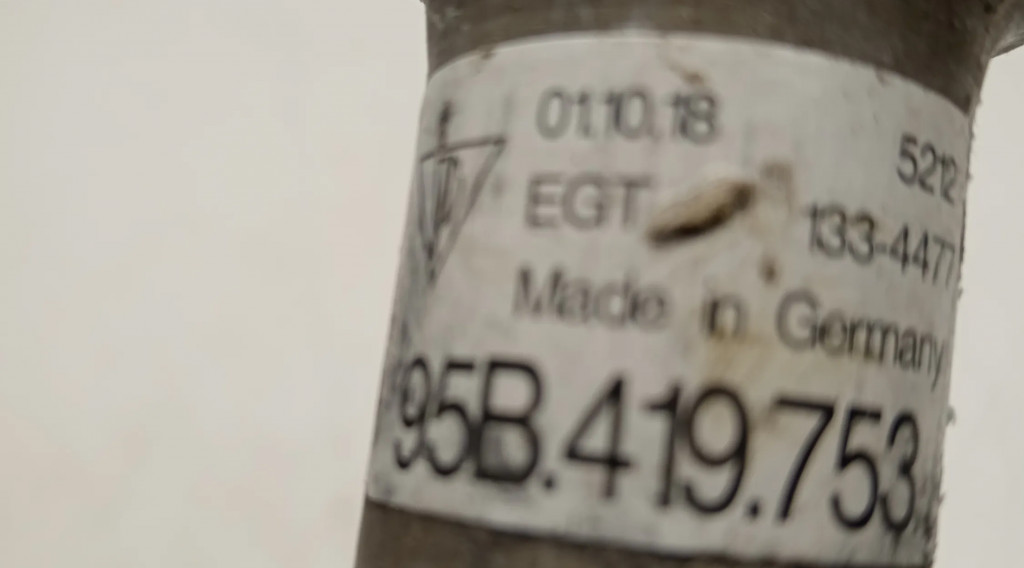 01.10.18
5212
EGT
133-4477
Made in Germany
95B.419.753